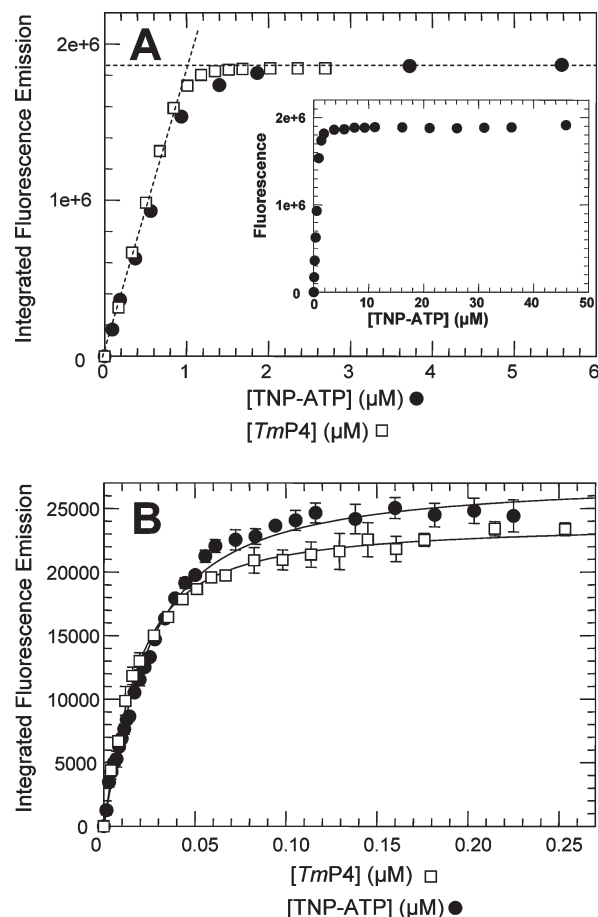 A
Integrated Fluorescence Emission
2e+6
1e+6
0
0 1 2 3 4 5 6
[TNP-ATP] (µM) ●
[TmP4] (µM) □
Fluorescence
2e+6
1e+6
0
0 10 20 30 40 50
[TNP-ATP] (µM)
B
Integrated Fluorescence Emission
25000
20000
15000
10000
5000
0
0 0.05 0.10 0.15 0.20 0.25
[TmP4] (µM) □
[TNP-ATP] (µM) ●